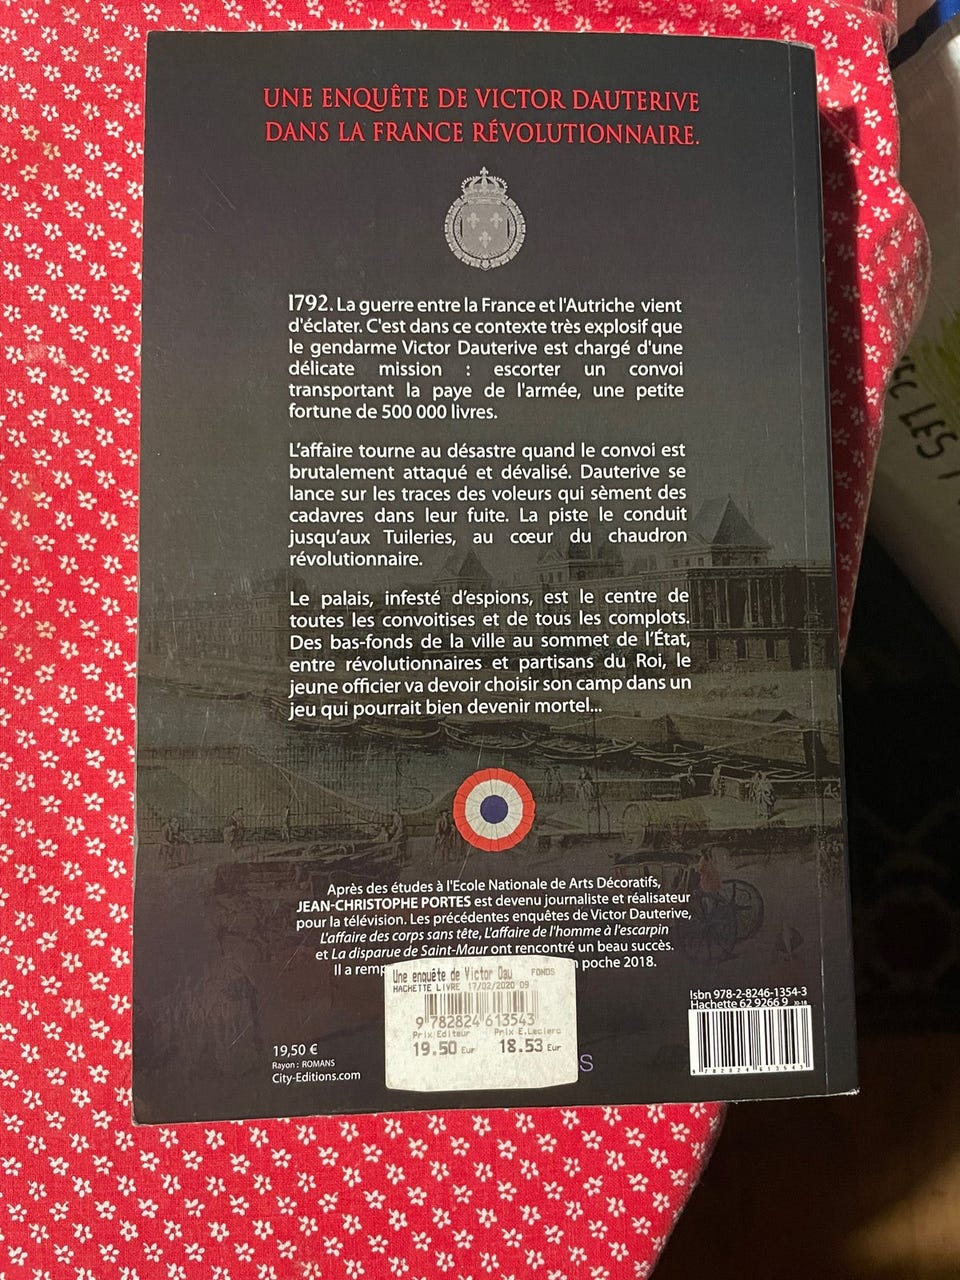 UNE ENQUÊTE DE VICTOR DAUTERIVE
DANS LA FRANCE RÉVOLUTIONNAIRE.
1792. La guerre entre la France et l'Autriche vient
d'éclater. C'est dans ce contexte très explosif que
le gendarme Victor Dauterive est chargé d'une
délicate mission : escorter un convoi
transportant la paye de l'armée, une petite
fortune de 500 000 livres.
L'affaire tourne au désastre quand le convoi est
brutalement attaqué et dévalisé. Dauterive se
lance sur les traces des voleurs qui sèment des
cadavres dans leur fuite. La piste le conduit
jusqu'aux Tuileries, au cœur du chaudron
révolutionnaire.
Le palais, infesté d'espions, est le centre de
toutes les convoitises et de tous les complots.
Des bas-fonds de la ville au sommet de l'État,
entre révolutionnaires et partisans du Roi, le
jeune officier va devoir choisir son camp dans un
jeu qui pourrait bien devenir mortel...
Après des études à l'Ecole Nationale de Arts Décoratifs,
JEAN-CHRISTOPHE PORTES est devenu journaliste et réalisateur
pour la télévision. Les précédentes enquêtes de Victor Dauterive,
L'affaire des corps sans tête, L'affaire de l'homme à l'escarpin
et La disparue de Saint-Maur ont rencontré un beau succès.
Il a remp n poche 2018.
Une enquête de Victor Dau FONDS
HACHETTE LIVRE 17/02/2020 09
9 782824 613543
Prix Editeur Prix E.Leclerc
19.50 Eur 18.53 Eur
S
19,50 €
Rayon : ROMANS
City-Editions.com
Isbn 978-2-8246-1354-3
Hachette 62 9266 9 XI-18
9 782824 613543
EC LES